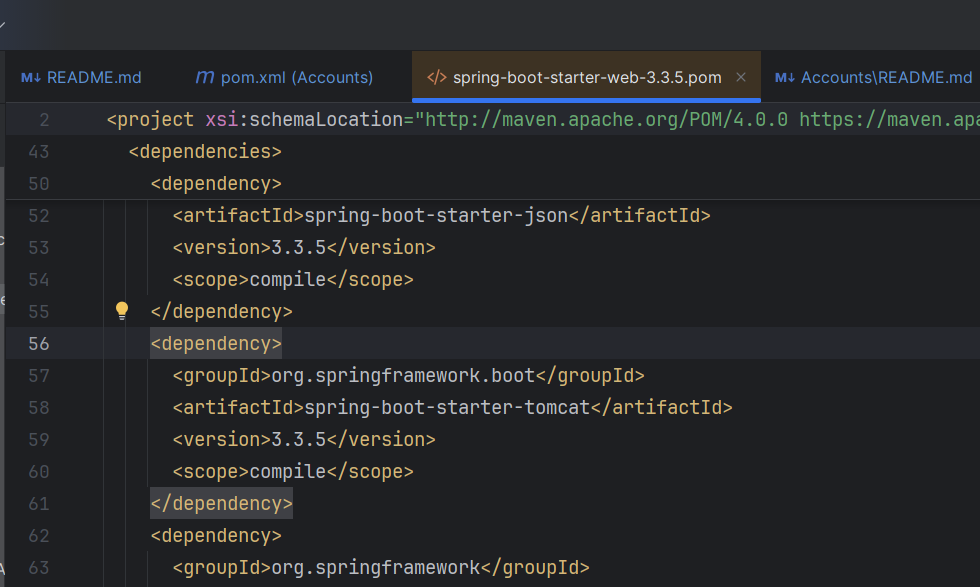 M↓ README.md
m pom.xml (Accounts)
</> spring-boot-starter-web-3.3.5.pom ×
M↓ Accounts\README.md
2 <project xsi:schemaLocation="http://maven.apache.org/POM/4.0.0 https://maven.apa
43 <dependencies>
50 <dependency>
52 <artifactId>spring-boot-starter-json</artifactId>
53 <version>3.3.5</version>
54 <scope>compile</scope>
55 </dependency>
56 <dependency>
57 <groupId>org.springframework.boot</groupId>
58 <artifactId>spring-boot-starter-tomcat</artifactId>
59 <version>3.3.5</version>
60 <scope>compile</scope>
61 </dependency>
62 <dependency>
63 <groupId>org.springframework</groupId>